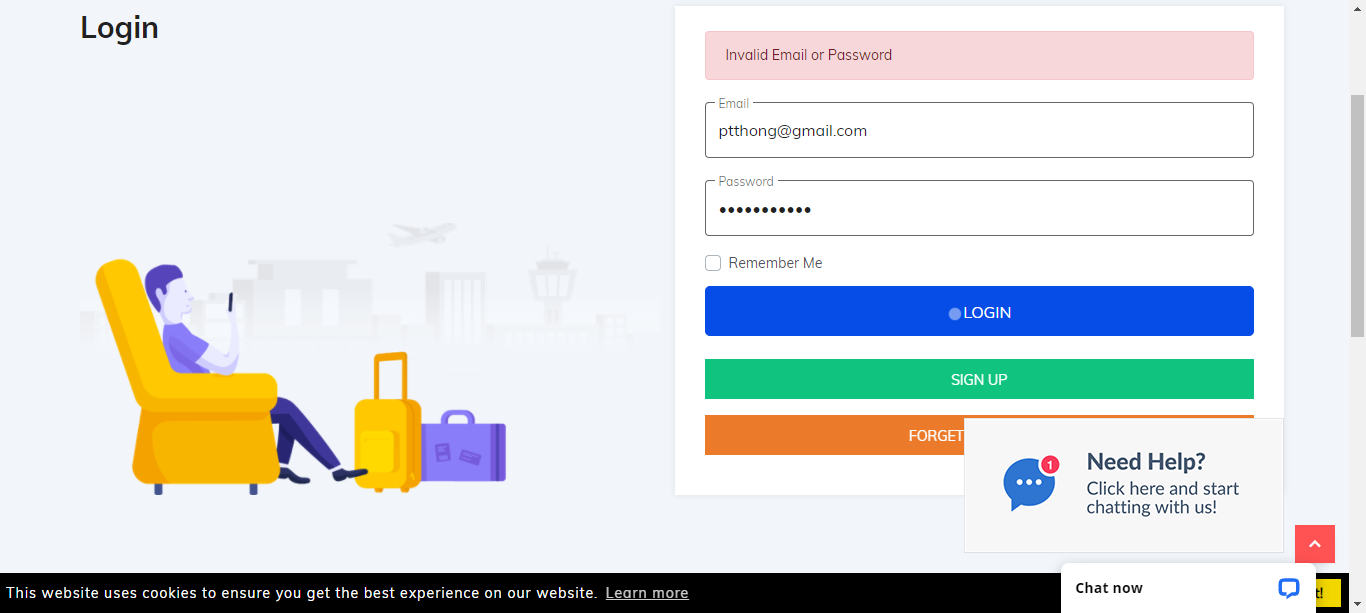 Login
Invalid Email or Password
Email
ptthong@gmail.com
Password
•••••••••••
Remember Me
LOGIN
SIGN UP
FORGET
1
Need Help?
Click here and start
chatting with us!
This website uses cookies to ensure you get the best experience on our website. Learn more
Chat now